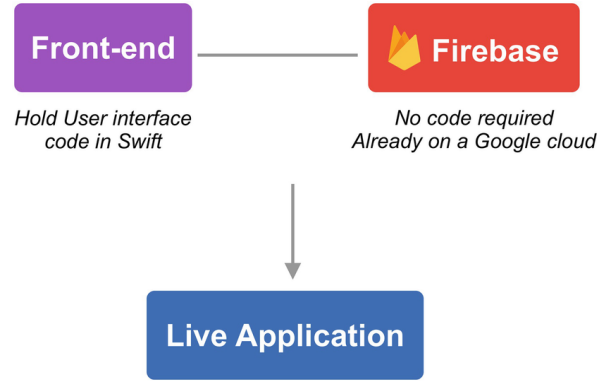 Front-end
Firebase
Hold User interface
code in Swift
No code required
Already on a Google cloud
Live Application